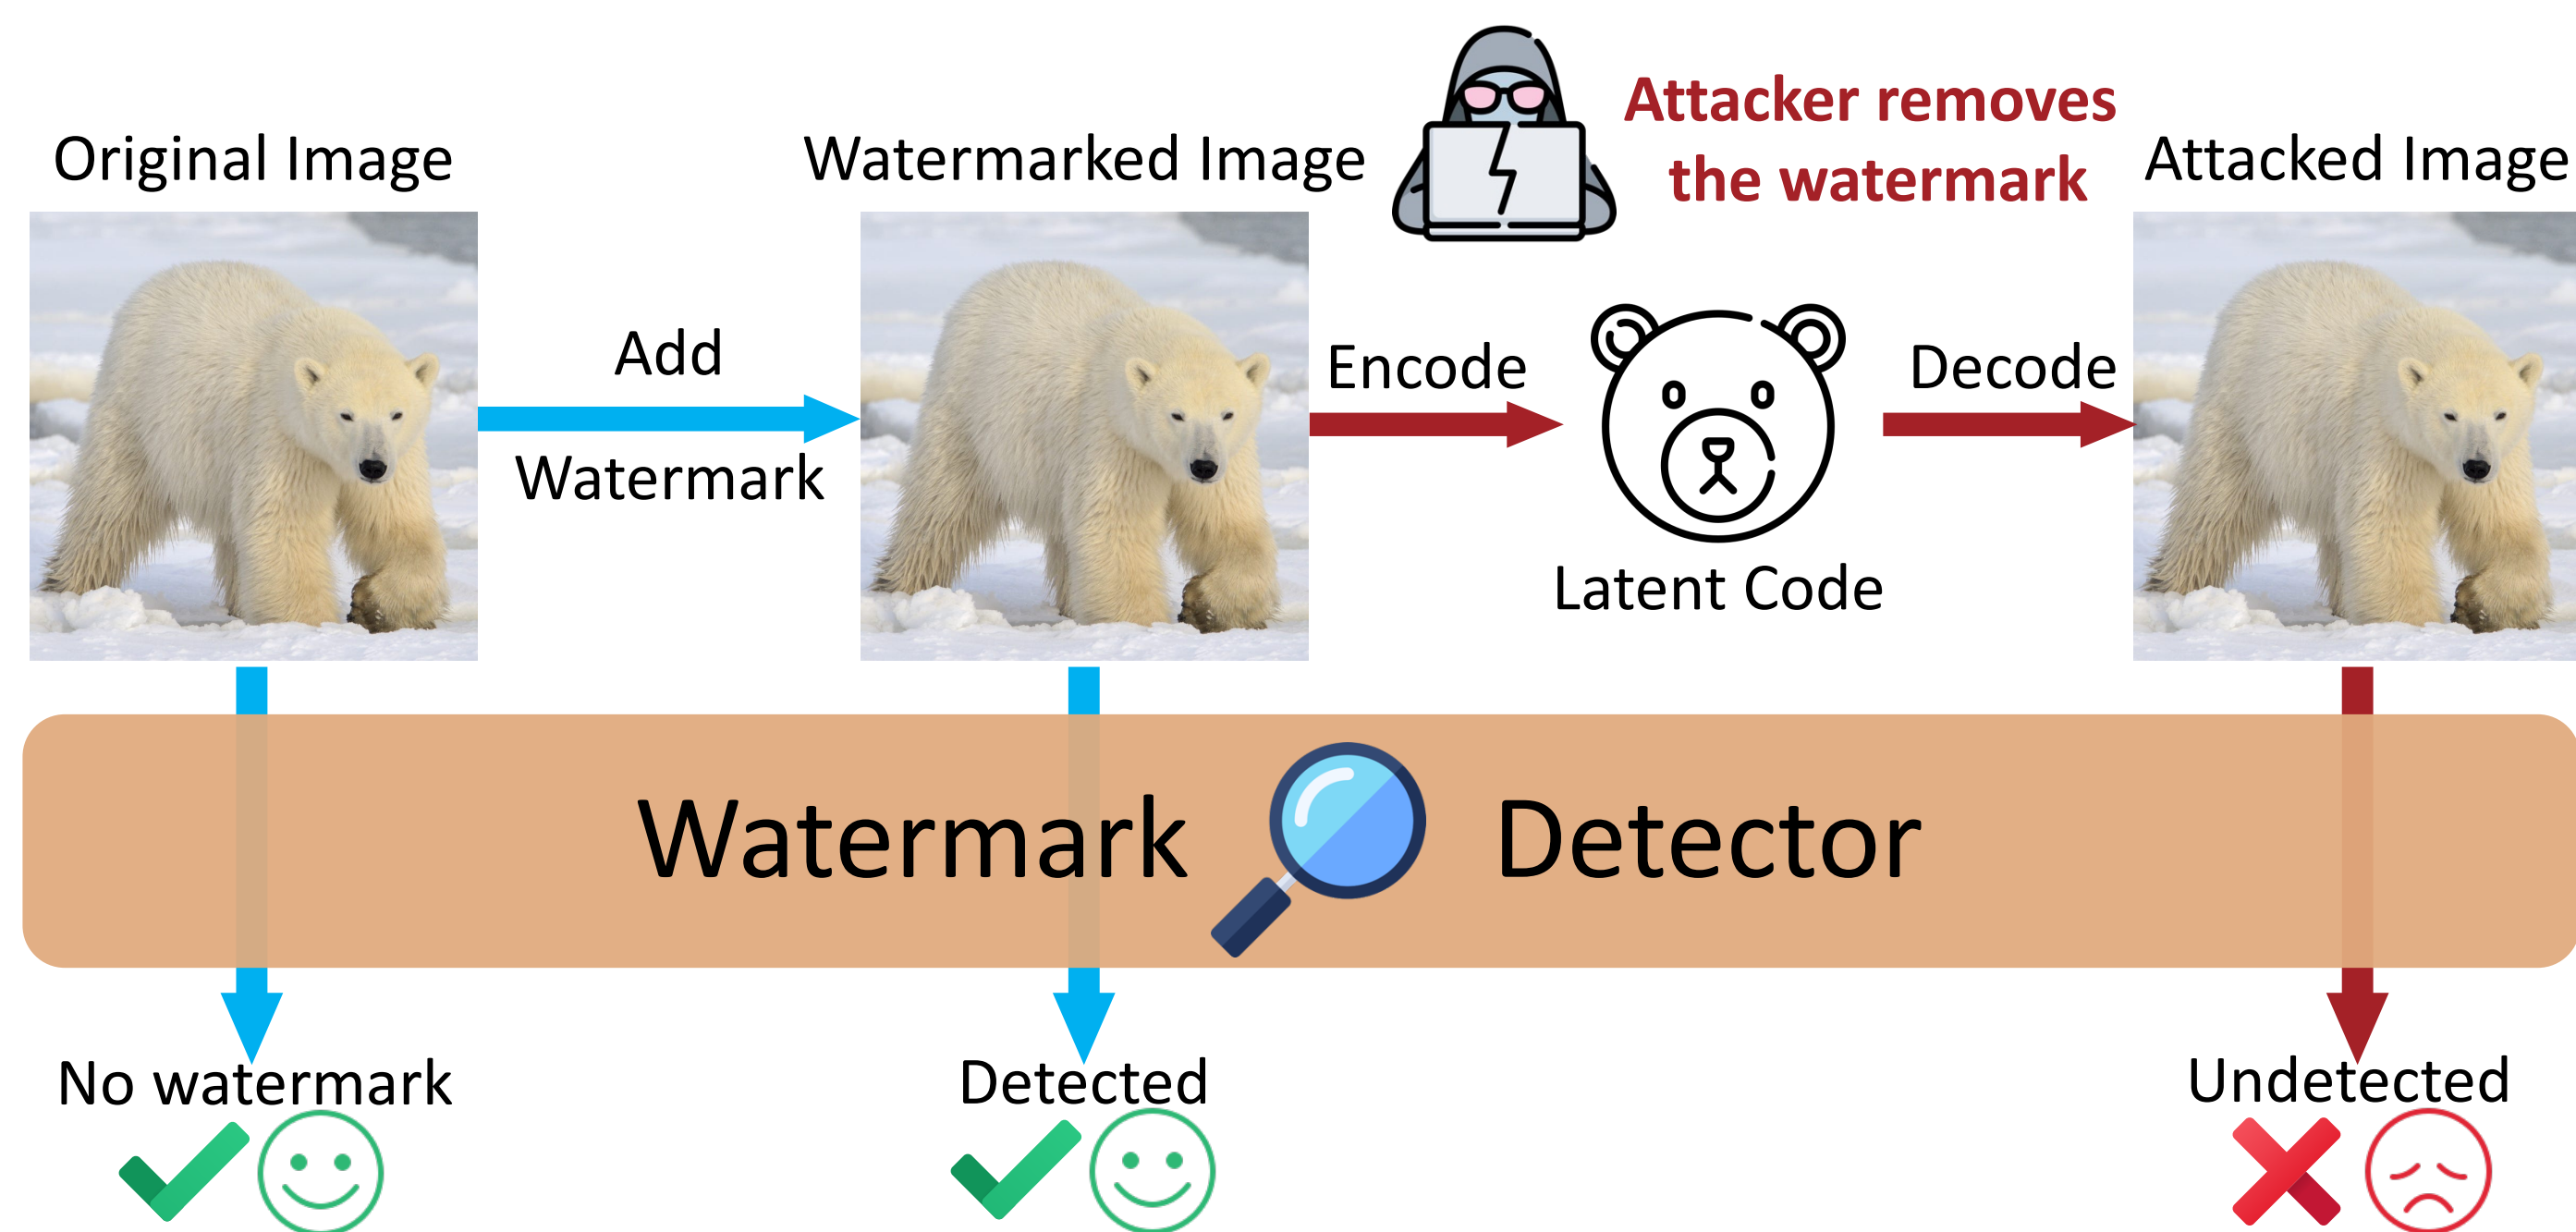 Original Image
Watermarked Image
Attacker removes
the watermark
Attacked Image
Add
Watermark
Encode
Decode
Latent Code
Watermark Detector
No watermark
Detected
Undetected